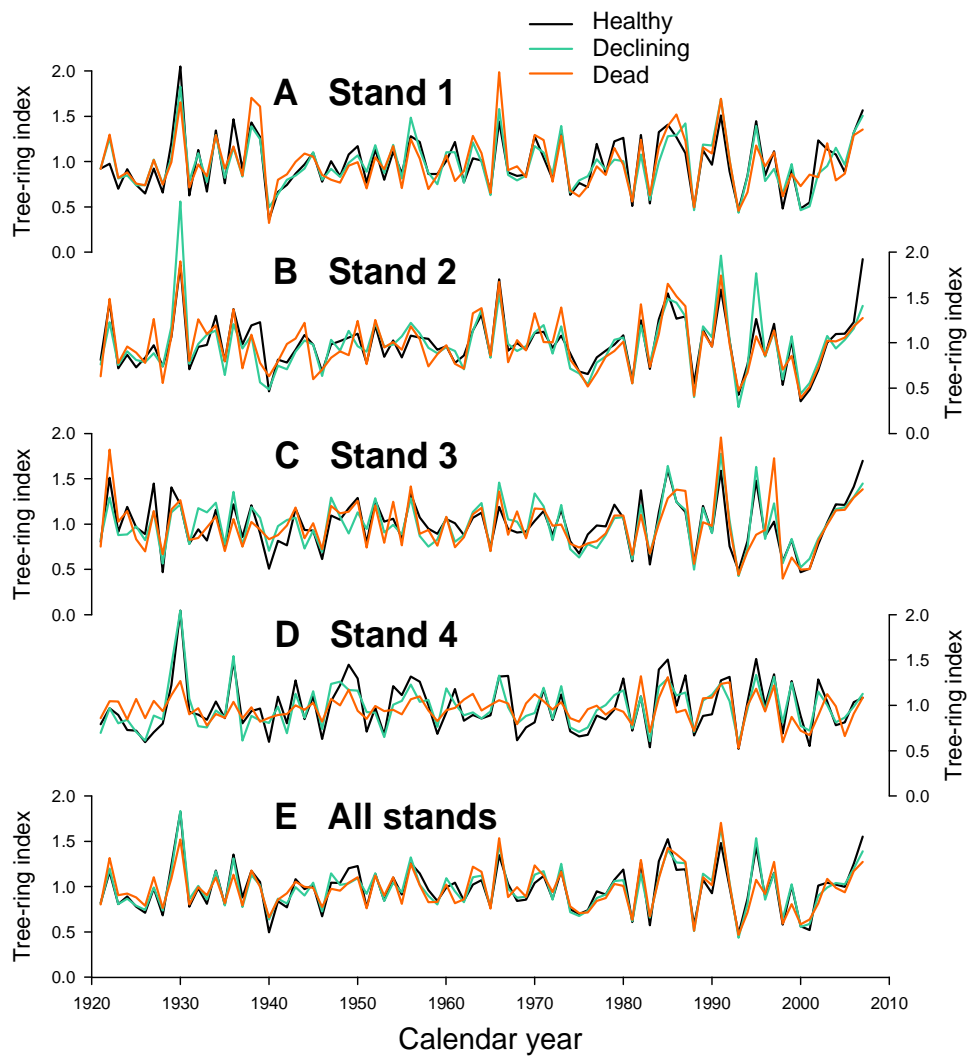 Healthy
Declining
Dead
A Stand 1
2.0
1.5
1.0
0.5
0.0
Tree-ring index
B Stand 2
2.0
1.5
1.0
0.5
0.0
Tree-ring index
C Stand 3
2.0
1.5
1.0
0.5
0.0
Tree-ring index
D Stand 4
2.0
1.5
1.0
0.5
0.0
Tree-ring index
E All stands
2.0
1.5
1.0
0.5
0.0
Tree-ring index
1920 1930 1940 1950 1960 1970 1980 1990 2000 2010
Calendar year